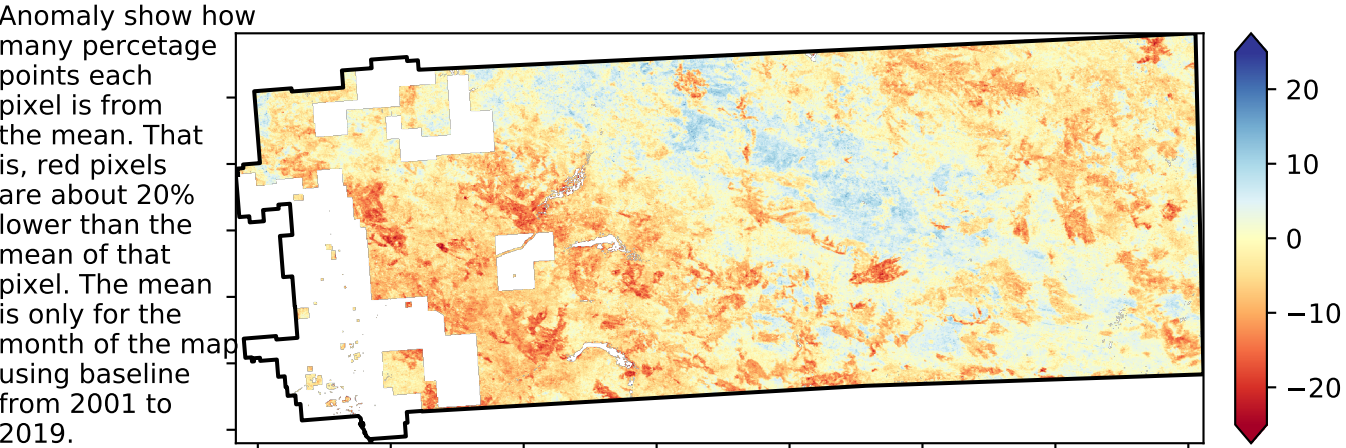 Anomaly show how
many percetage
points each
pixel is from
the mean. That
is, red pixels
are about 20%
lower than the
mean of that
pixel. The mean
is only for the
month of the map
using baseline
from 2001 to
2019.
20
10
0
−10
−20